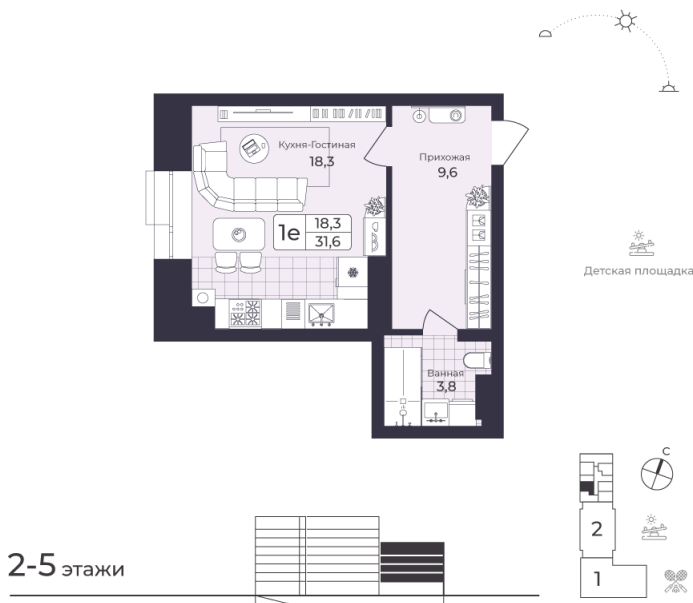 Кухня-Гостиная
18,3
Прихожая
9,6
1е
18,3
31,6
Детская площадка
Ванная
3,8
С
2
1
2-5 этажи